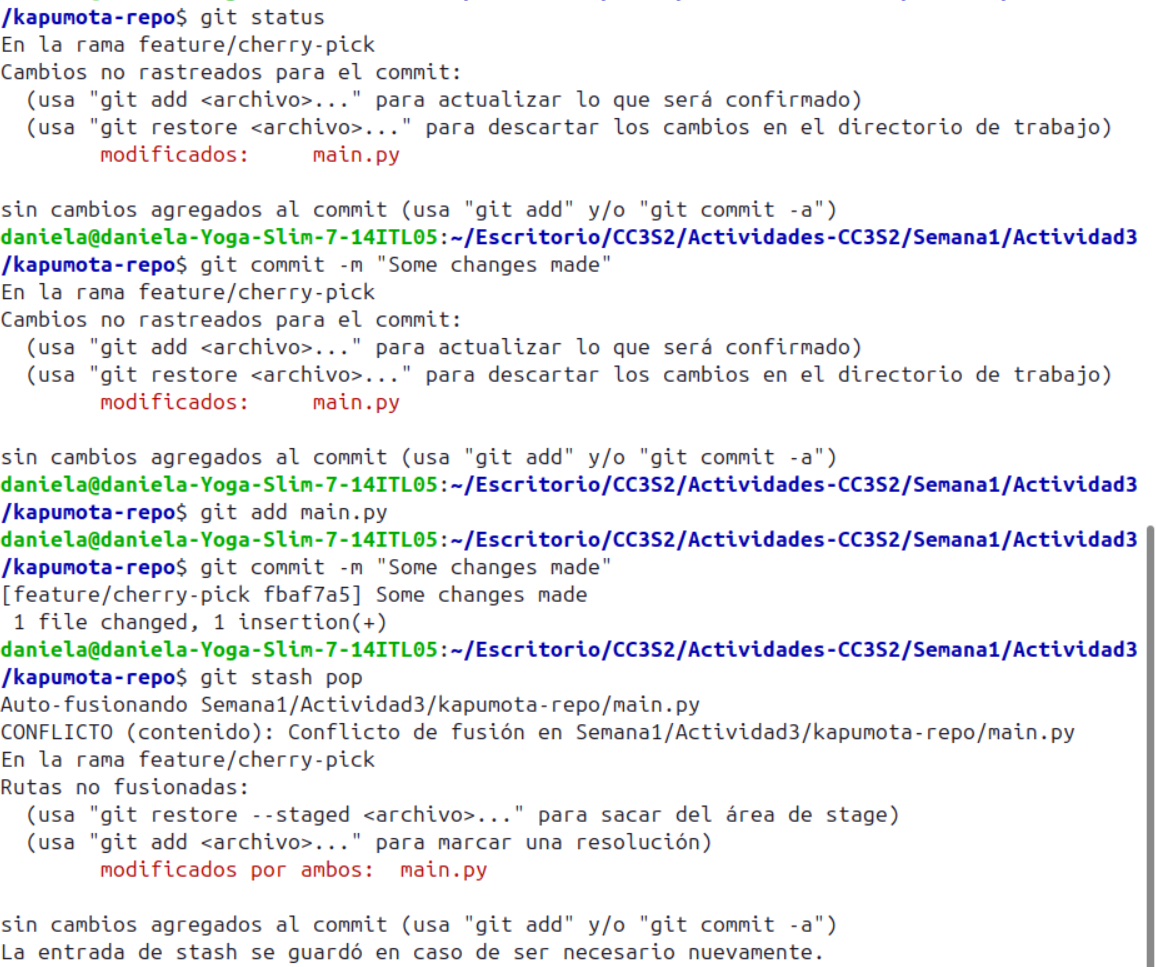 /kapumota-repo$ git status
En la rama feature/cherry-pick
Cambios no rastreados para el commit:
  (usa "git add <archivo>..." para actualizar lo que será confirmado)
  (usa "git restore <archivo>..." para descartar los cambios en el directorio de trabajo)
        modificados:     main.py

sin cambios agregados al commit (usa "git add" y/o "git commit -a")
daniela@daniela-Yoga-Slim-7-14ITL05:~/Escritorio/CC3S2/Actividades-CC3S2/Semana1/Actividad3
/kapumota-repo$ git commit -m "Some changes made"
En la rama feature/cherry-pick
Cambios no rastreados para el commit:
  (usa "git add <archivo>..." para actualizar lo que será confirmado)
  (usa "git restore <archivo>..." para descartar los cambios en el directorio de trabajo)
        modificados:     main.py

sin cambios agregados al commit (usa "git add" y/o "git commit -a")
daniela@daniela-Yoga-Slim-7-14ITL05:~/Escritorio/CC3S2/Actividades-CC3S2/Semana1/Actividad3
/kapumota-repo$ git add main.py
daniela@daniela-Yoga-Slim-7-14ITL05:~/Escritorio/CC3S2/Actividades-CC3S2/Semana1/Actividad3
/kapumota-repo$ git commit -m "Some changes made"
[feature/cherry-pick fbaf7a5] Some changes made
 1 file changed, 1 insertion(+)
daniela@daniela-Yoga-Slim-7-14ITL05:~/Escritorio/CC3S2/Actividades-CC3S2/Semana1/Actividad3
/kapumota-repo$ git stash pop
Auto-fusionando Semana1/Actividad3/kapumota-repo/main.py
CONFLICTO (contenido): Conflicto de fusión en Semana1/Actividad3/kapumota-repo/main.py
En la rama feature/cherry-pick
Rutas no fusionadas:
  (usa "git restore --staged <archivo>..." para sacar del área de stage)
  (usa "git add <archivo>..." para marcar una resolución)
        modificados por ambos:  main.py

sin cambios agregados al commit (usa "git add" y/o "git commit -a")
La entrada de stash se guardó en caso de ser necesario nuevamente.